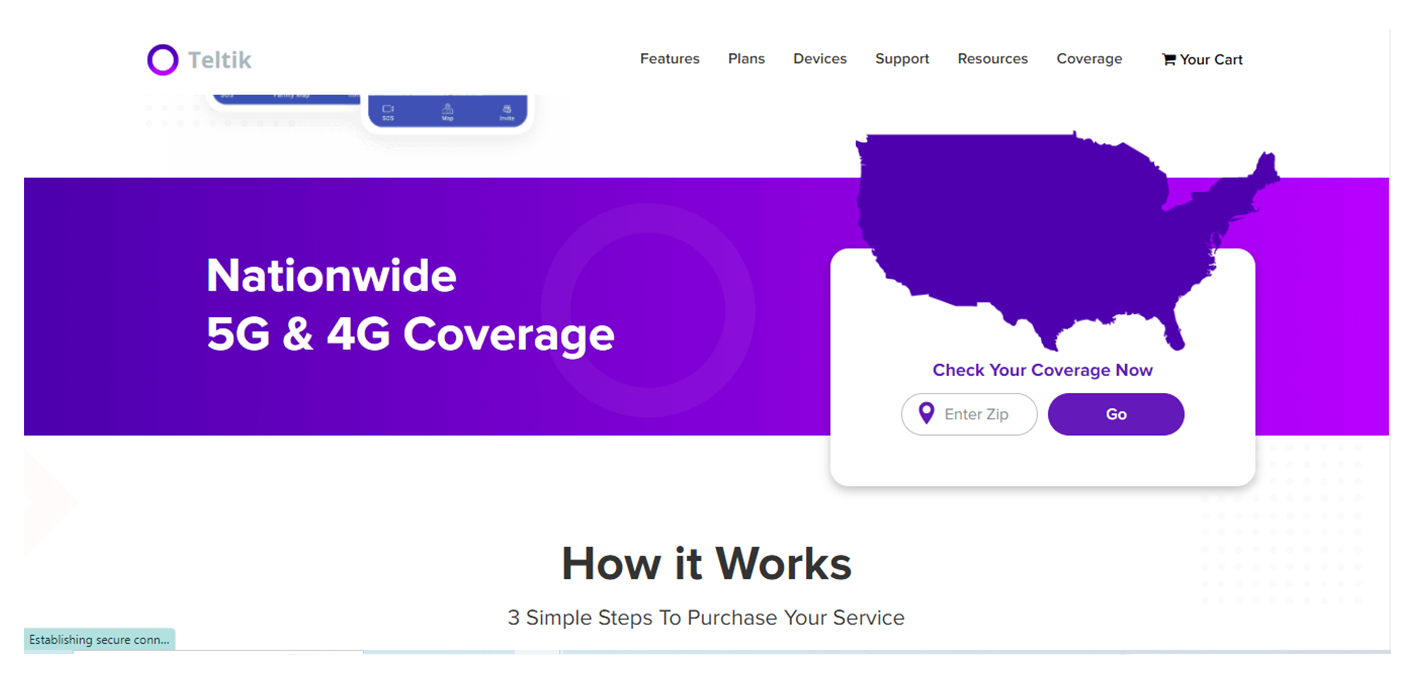 Teltik
Features Plans Devices Support Resources Coverage Your Cart
SOS Map Invite
Nationwide
5G & 4G Coverage
Check Your Coverage Now
Enter Zip Go
How it Works
3 Simple Steps To Purchase Your Service
Establishing secure conn...